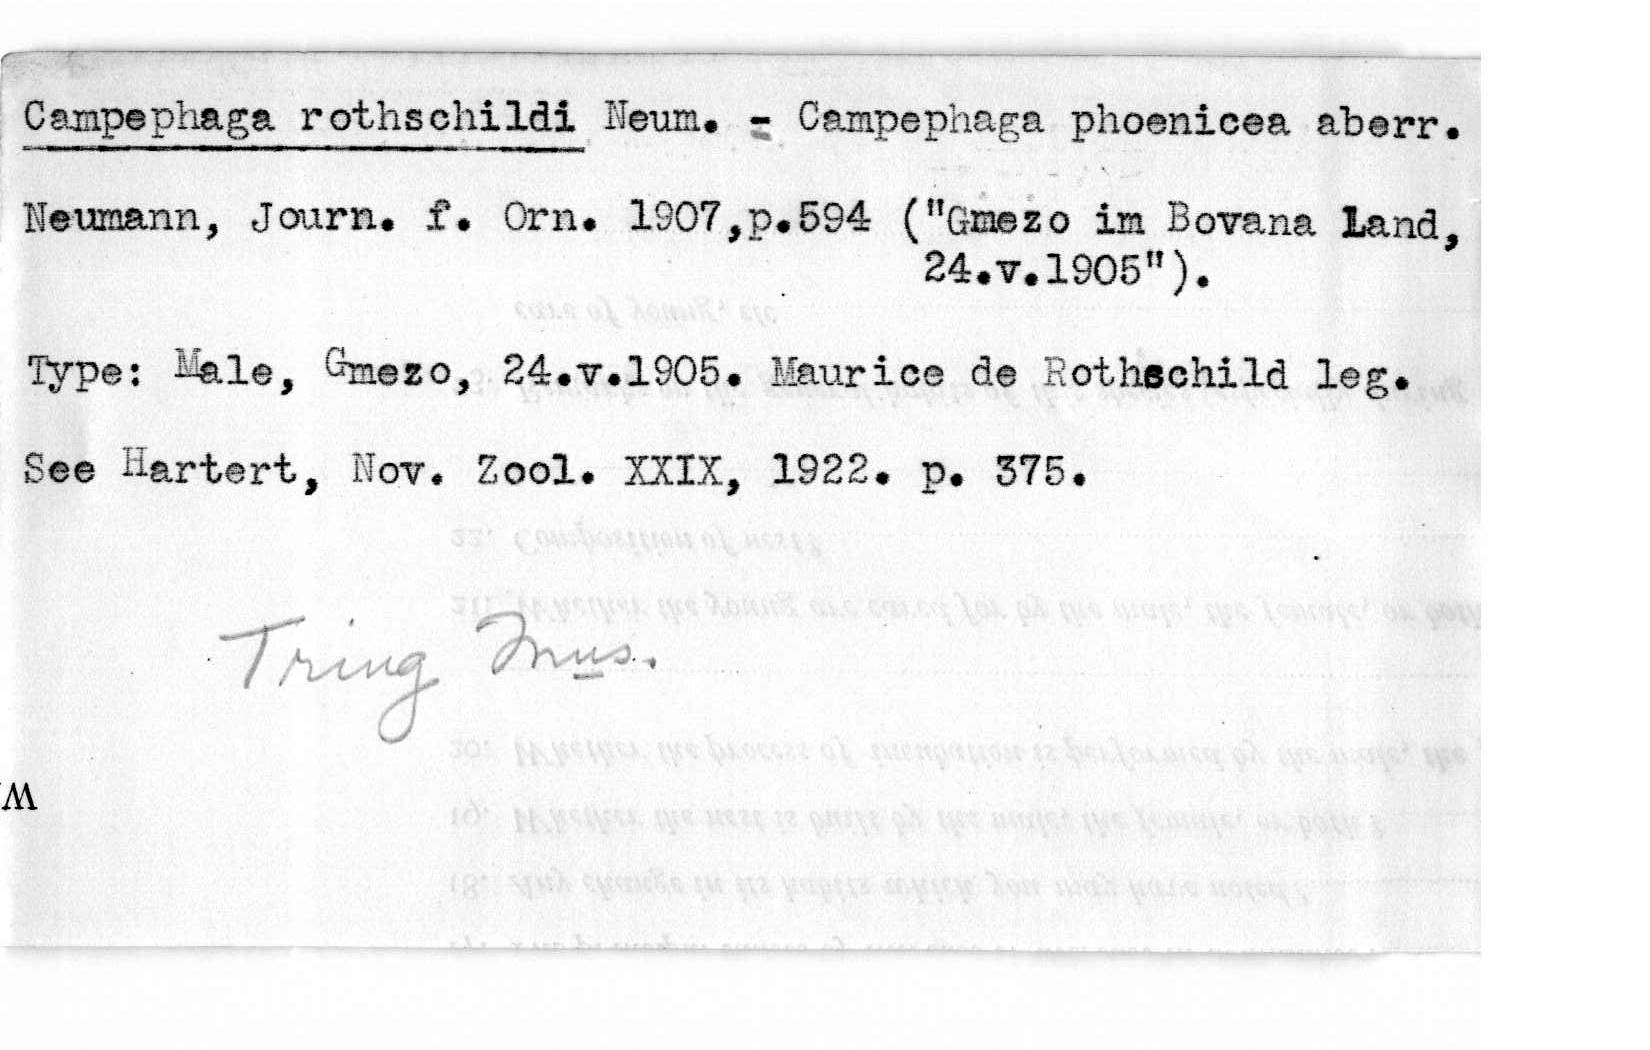 Campephaga rothschildi Neum. = Campephaga phoenicea aberr.
Neumann, Journ. f. Orn. 1907,p.594 ("Gmezo im Bovana Land,
24.v.1905").
Type: Male, Gmezo, 24.v.1905. Maurice de Rothschild leg.
See Hartert, Nov. Zool. XXIX, 1922. p. 375.
Tring Mus.